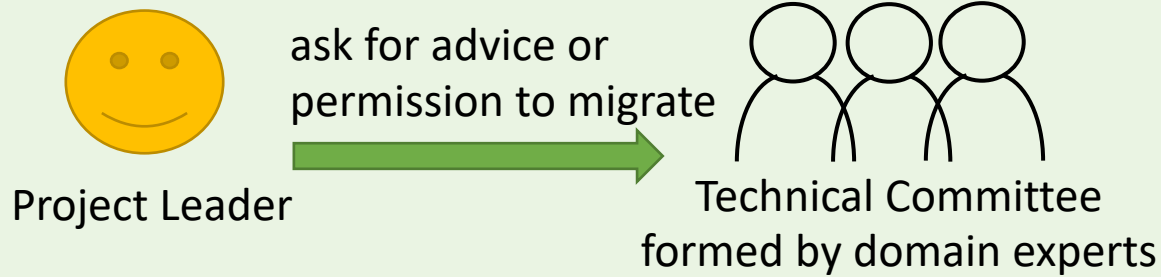 ask for advice or
permission to migrate
Project Leader
Technical Committee
formed by domain experts